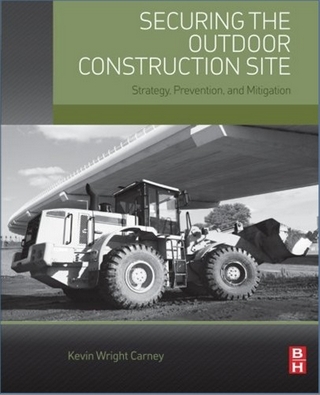 SECURING THE
OUTDOOR
CONSTRUCTION SITE
Strategy, Prevention, and Mitigation
Kevin Wright Carney
B
H